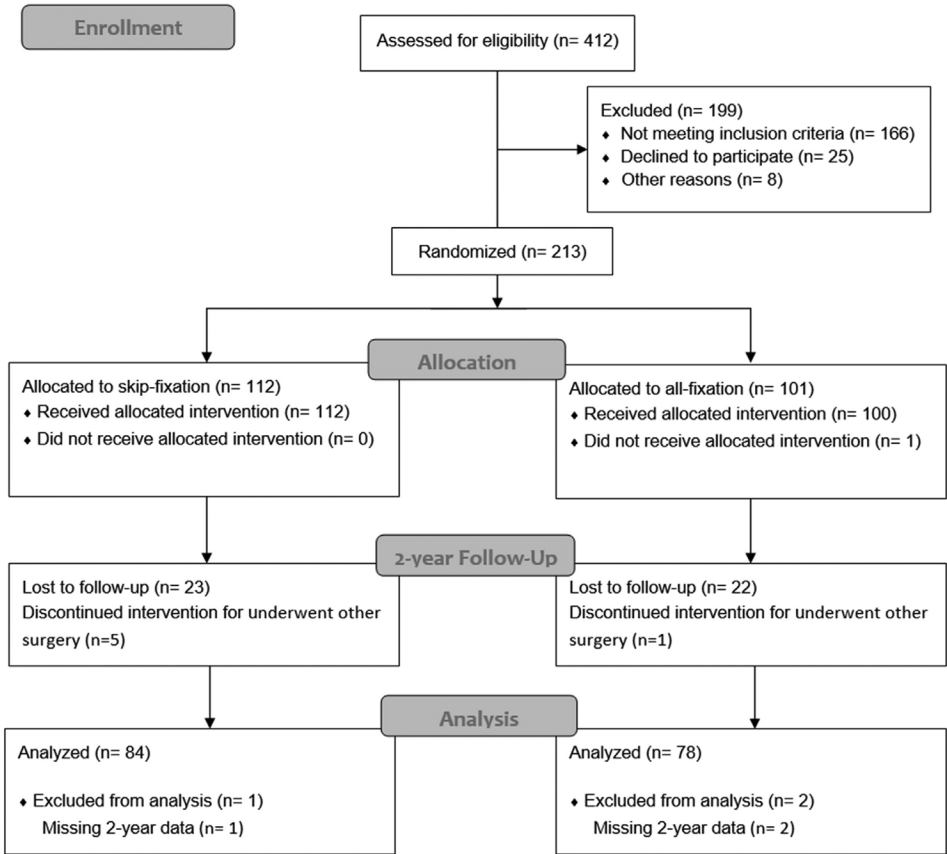 Enrollment
Assessed for eligibility (n= 412)
Excluded (n= 199)
♦ Not meeting inclusion criteria (n= 166)
♦ Declined to participate (n= 25)
♦ Other reasons (n= 8)
Randomized (n= 213)
Allocation
Allocated to skip-fixation (n= 112)
♦ Received allocated intervention (n= 112)
♦ Did not receive allocated intervention (n= 0)
Allocated to all-fixation (n= 101)
♦ Received allocated intervention (n= 100)
♦ Did not receive allocated intervention (n= 1)
2-year Follow-Up
Lost to follow-up (n= 23)
Discontinued intervention for underwent other
surgery (n=5)
Lost to follow-up (n= 22)
Discontinued intervention for underwent other
surgery (n=1)
Analysis
Analyzed (n= 84)
♦ Excluded from analysis (n= 1)
Missing 2-year data (n= 1)
Analyzed (n= 78)
♦ Excluded from analysis (n= 2)
Missing 2-year data (n= 2)